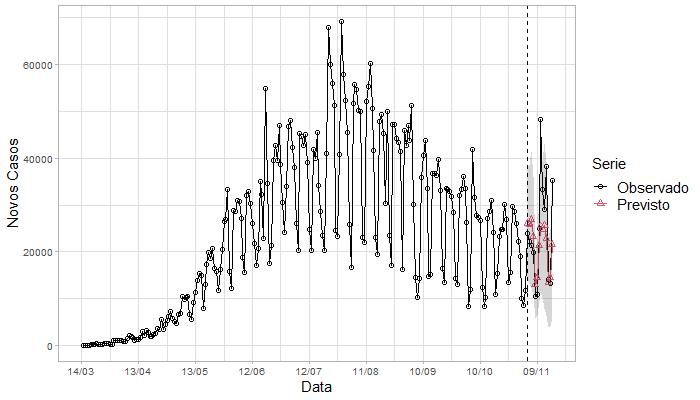 Novos Casos
60000
40000
20000
0
14/03 13/04 13/05 12/06 12/07 11/08 10/09 10/10 09/11
Data
Serie
Observado
Previsto